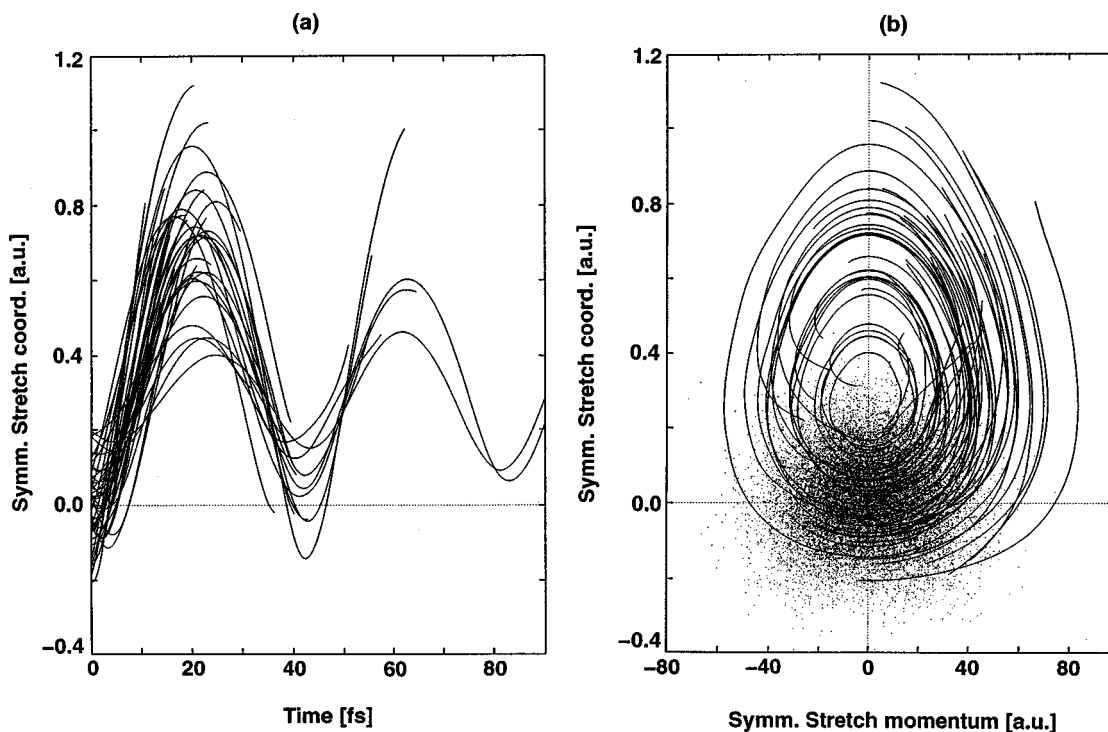 (a)
1.2
0.8
0.4
0.0
−0.4
Symm. Stretch coord. [a.u.]
0 20 40 60 80
Time [fs]
(b)
1.2
0.8
0.4
0.0
−0.4
Symm. Stretch coord. [a.u.]
−80 −40 0 40 80
Symm. Stretch momentum [a.u.]